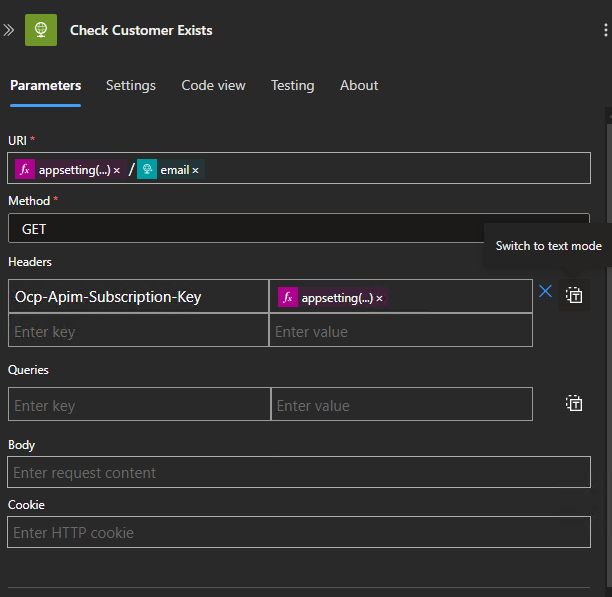 Check Customer Exists
Parameters Settings Code view Testing About
URI *
fx appsetting(...) × / email ×
Method *
GET
Switch to text mode
Headers
Ocp-Apim-Subscription-Key fx appsetting(...) ×
Enter key Enter value
Queries
Enter key Enter value
Body
Enter request content
Cookie
Enter HTTP cookie